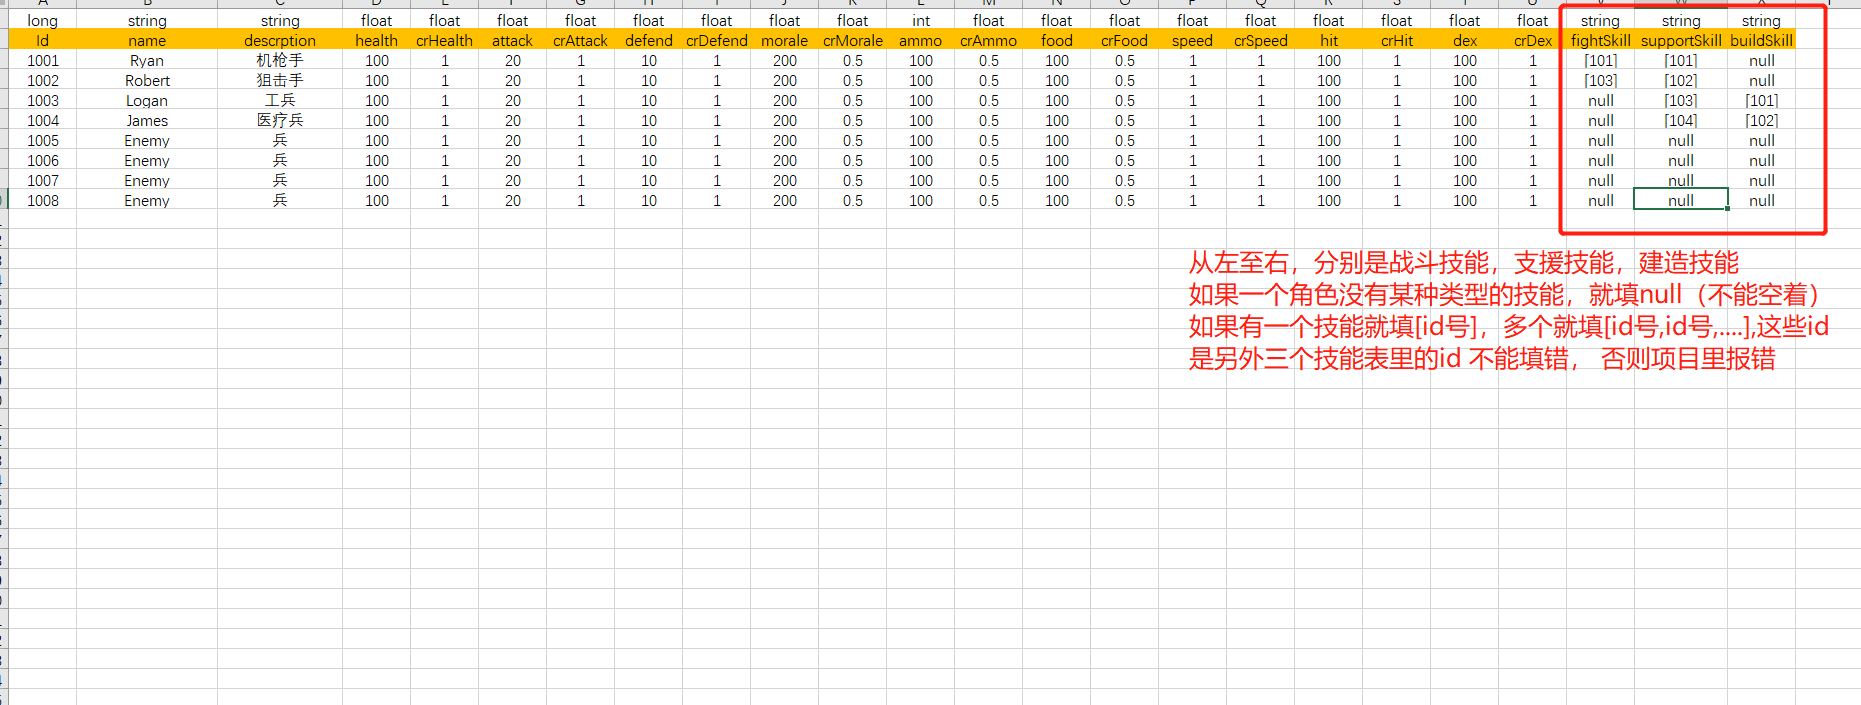 long string string float float float float float float float float int float float float float float float float float float string string string
Id name descrption health crHealth attack crAttack defend crDefend morale crMorale ammo crAmmo food crFood speed crSpeed hit crHit dex crDex fightSkill supportSkill buildSkill
1001 Ryan 机枪手 100 1 20 1 10 1 200 0.5 100 0.5 100 0.5 1 1 100 1 100 1 [101] [101] null
1002 Robert 狙击手 100 1 20 1 10 1 200 0.5 100 0.5 100 0.5 1 1 100 1 100 1 [103] [102] null
1003 Logan 工兵 100 1 20 1 10 1 200 0.5 100 0.5 100 0.5 1 1 100 1 100 1 null [103] [101]
1004 James 医疗兵 100 1 20 1 10 1 200 0.5 100 0.5 100 0.5 1 1 100 1 100 1 null [104] [102]
1005 Enemy 兵 100 1 20 1 10 1 200 0.5 100 0.5 100 0.5 1 1 100 1 100 1 null null null
1006 Enemy 兵 100 1 20 1 10 1 200 0.5 100 0.5 100 0.5 1 1 100 1 100 1 null null null
1007 Enemy 兵 100 1 20 1 10 1 200 0.5 100 0.5 100 0.5 1 1 100 1 100 1 null null null
1008 Enemy 兵 100 1 20 1 10 1 200 0.5 100 0.5 100 0.5 1 1 100 1 100 1 null null null
从左至右，分别是战斗技能，支援技能，建造技能
如果一个角色没有某种类型的技能，就填null（不能空着）
如果有一个技能就填[id号]，多个就填[id号,id号,....],这些id
是另外三个技能表里的id 不能填错， 否则项目里报错